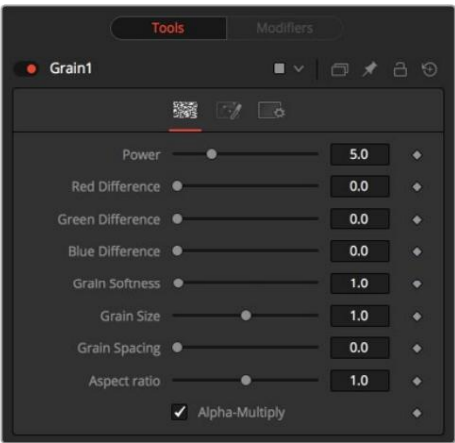 Tools Modifiers
Grain1
Power 5.0
Red Difference 0.0
Green Difference 0.0
Blue Difference 0.0
Grain Softness 1.0
Grain Size 1.0
Grain Spacing 0.0
Aspect ratio 1.0
Alpha-Multiply